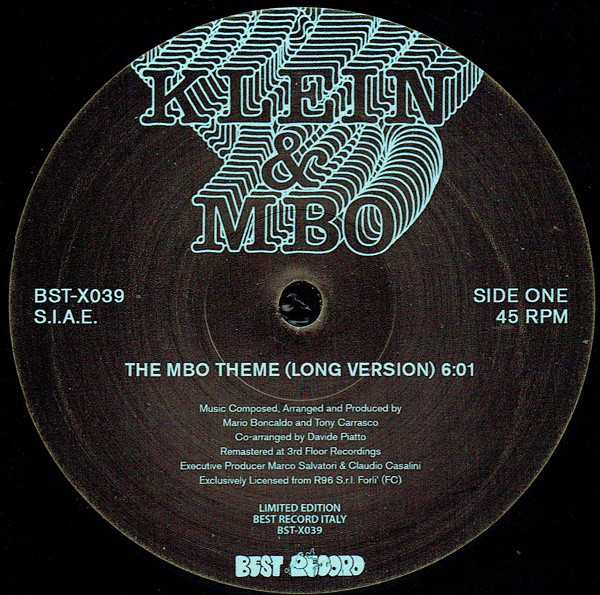 KLEIN
&
MBO
BST-X039
S.I.A.E.
SIDE ONE
45 RPM
THE MBO THEME (LONG VERSION) 6:01
Music Composed, Arranged and Produced by
Mario Boncaldo and Tony Carrasco
Co-arranged by Davide Piatto
Remastered at 3rd Floor Recordings
Executive Producer Marco Salvatori & Claudio Casalini
Exclusively Licensed from R96 S.r.l. Forli' (FC)
LIMITED EDITION
BEST RECORD ITALY
BST-X039
BEST RECORD